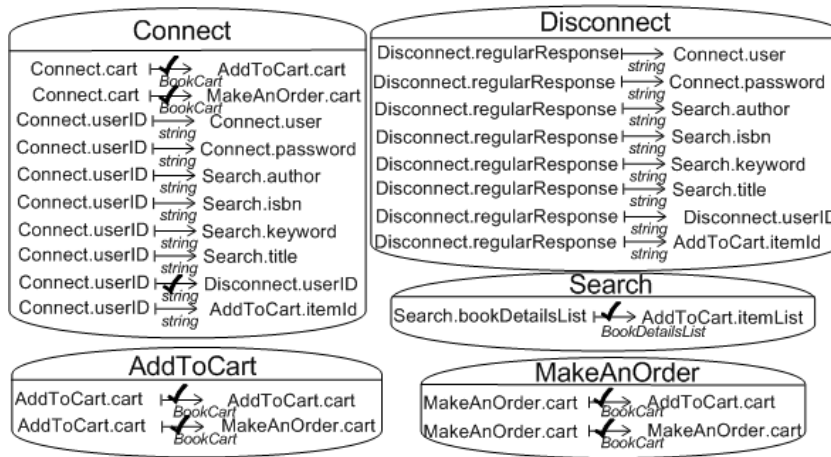 Connect
Connect.cart AddToCart.cart
BookCart
Connect.cart MakeAnOrder.cart
BookCart
Connect.userID Connect.user
string
Connect.userID Connect.password
string
Connect.userID Search.author
string
Connect.userID Search.isbn
string
Connect.userID Search.keyword
string
Connect.userID Search.title
string
Connect.userID Disconnect.userID
string
Connect.userID AddToCart.itemId
string
Disconnect
Disconnect.regularResponse Connect.user
string
Disconnect.regularResponse Connect.password
string
Disconnect.regularResponse Search.author
string
Disconnect.regularResponse Search.isbn
string
Disconnect.regularResponse Search.keyword
string
Disconnect.regularResponse Search.title
string
Disconnect.regularResponse Disconnect.userID
string
Disconnect.regularResponse AddToCart.itemId
string
Search
Search.bookDetailsList AddToCart.itemList
BookDetailsList
AddToCart
AddToCart.cart AddToCart.cart
BookCart
AddToCart.cart MakeAnOrder.cart
BookCart
MakeAnOrder
MakeAnOrder.cart AddToCart.cart
BookCart
MakeAnOrder.cart MakeAnOrder.cart
BookCart